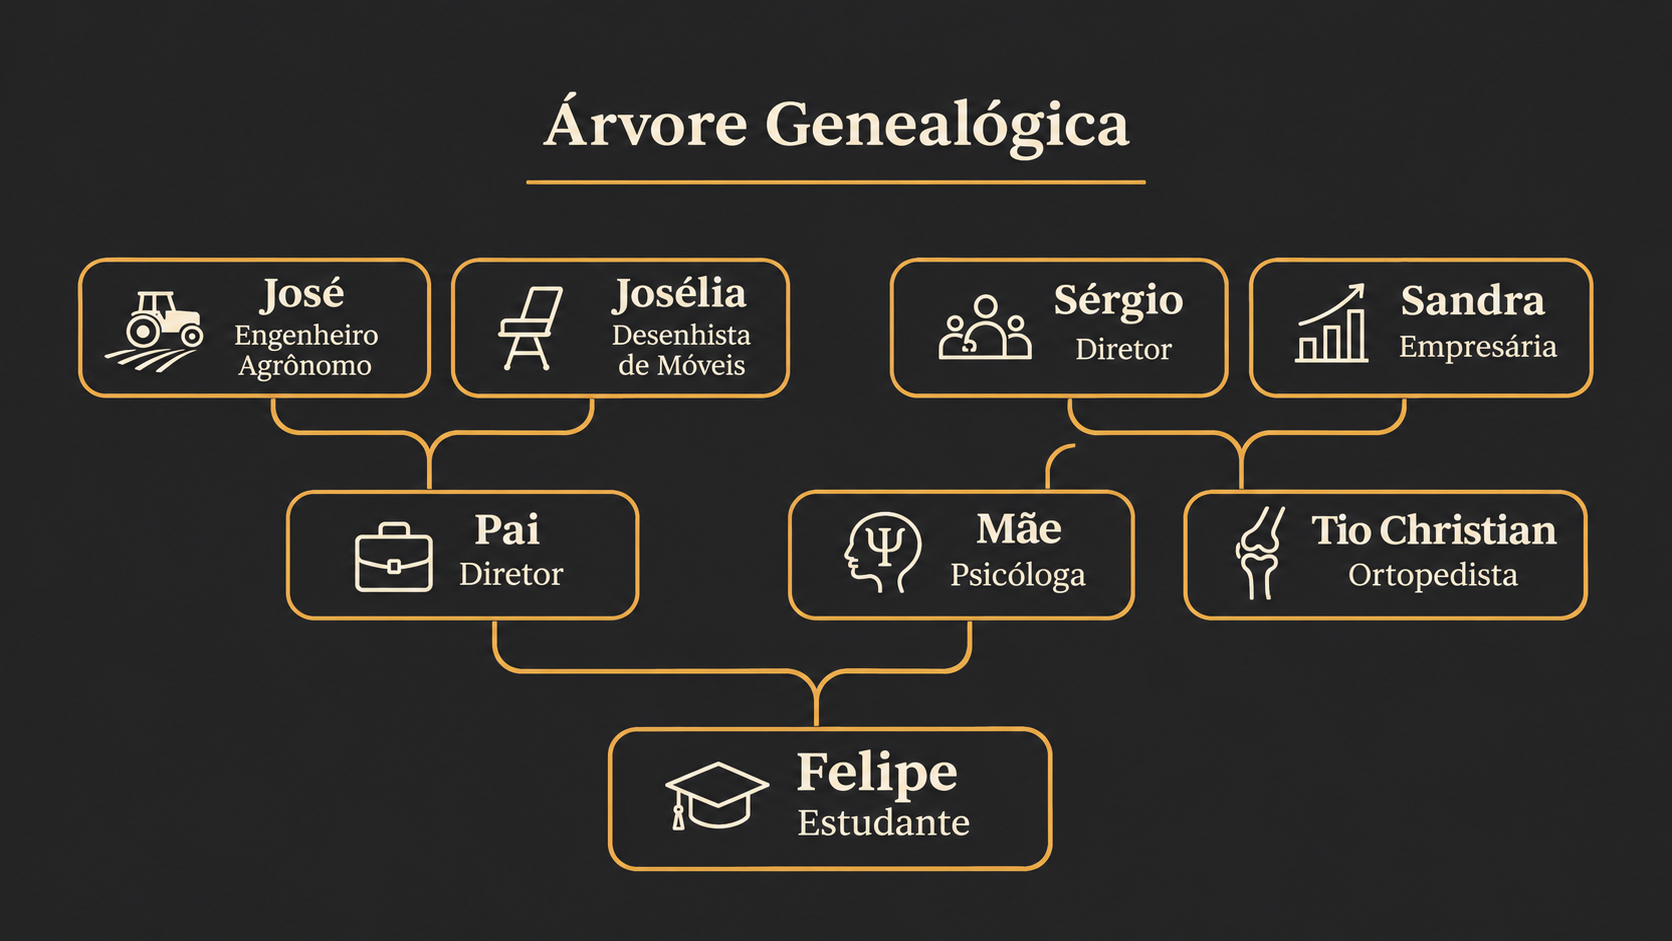 Árvore Genealógica
José
Engenheiro
Agrônomo
Josélia
Desenhista
de Móveis
Sérgio
Diretor
Sandra
Empresária
Pai
Diretor
Mãe
Psicóloga
Tio Christian
Ortopedista
Felipe
Estudante